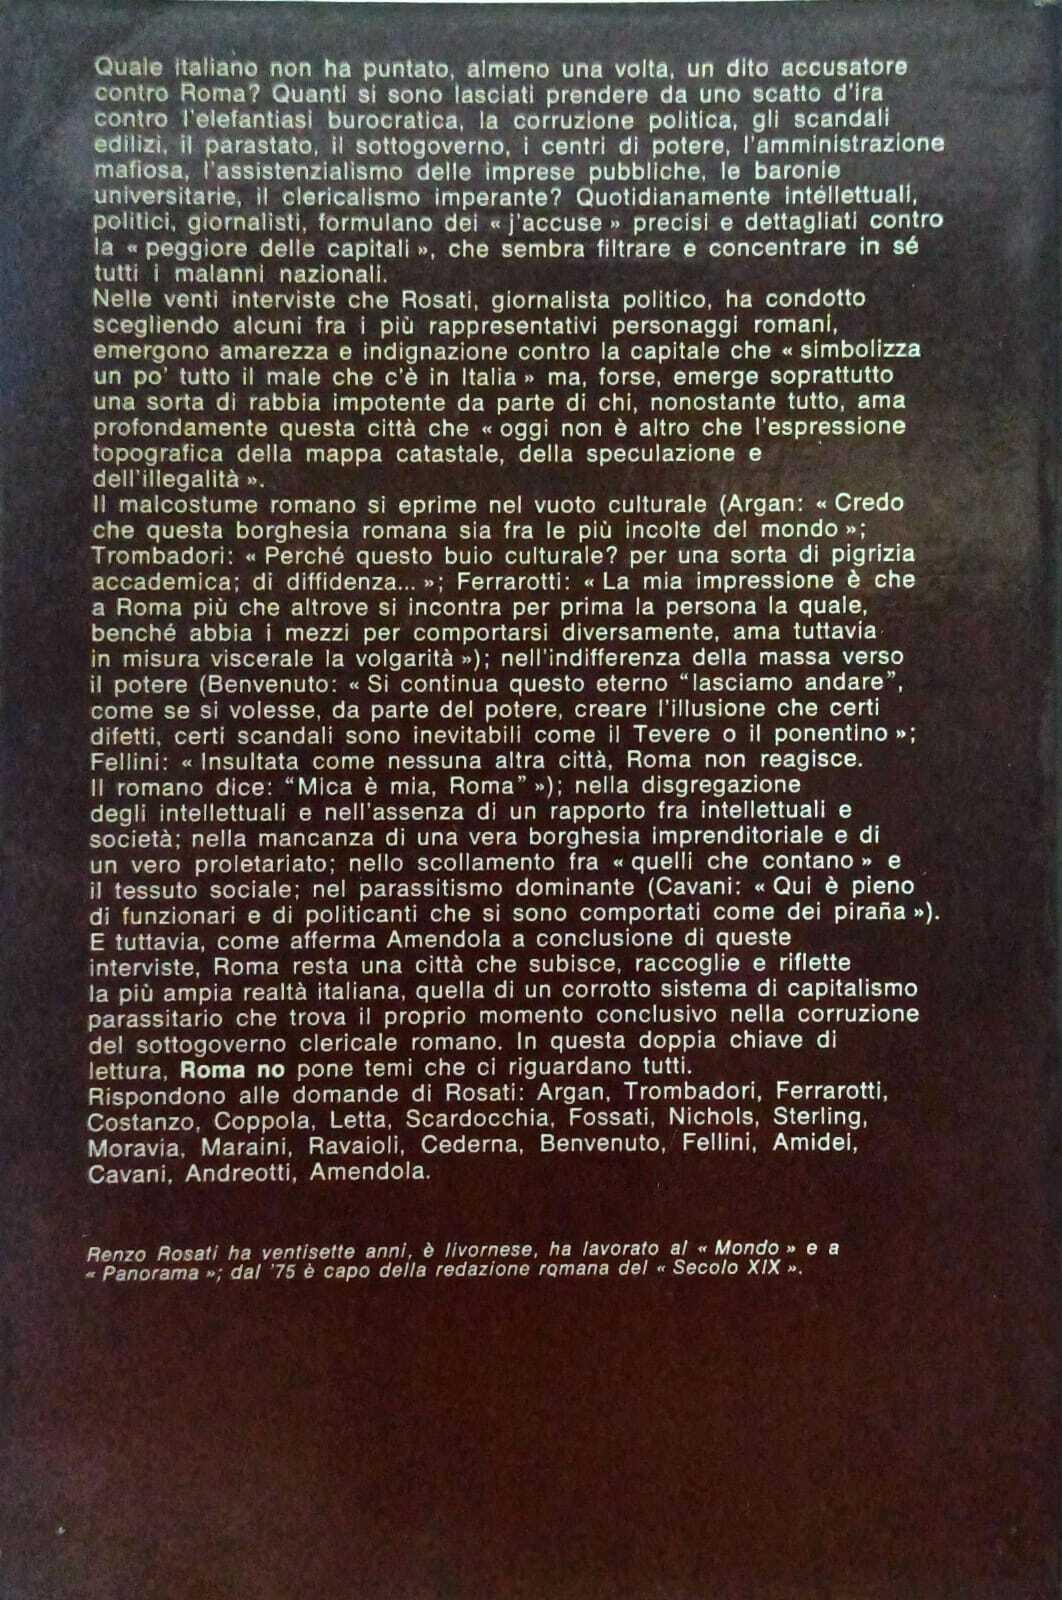 Quale italiano non ha puntato, almeno una volta, un dito accusatore
contro Roma? Quanti si sono lasciati prendere da uno scatto d'ira
contro l'elefantiasi burocratica, la corruzione politica, gli scandali
edilizi, il parastato, il sottogoverno, i centri di potere, l'amministrazione
mafiosa, l'assistenzialismo delle imprese pubbliche, le baronie
universitarie, il clericalismo imperante? Quotidianamente intellettuali,
politici, giornalisti, formulano dei « j'accuse » precisi e dettagliati contro
la « peggiore delle capitali », che sembra filtrare e concentrare in sé
tutti i malanni nazionali.
Nelle venti interviste che Rosati, giornalista politico, ha condotto
scegliendo alcuni fra i più rappresentativi personaggi romani,
emergono amarezza e indignazione contro la capitale che « simbolizza
un po' tutto il male che c'è in Italia » ma, forse, emerge soprattutto
una sorta di rabbia impotente da parte di chi, nonostante tutto, ama
profondamente questa città che « oggi non è altro che l'espressione
topografica della mappa catastale, della speculazione e
dell'illegalità ».
Il malcostume romano si eprime nel vuoto culturale (Argan: « Credo
che questa borghesia romana sia fra le più incolte del mondo »;
Trombadori: « Perché questo buio culturale? per una sorta di pigrizia
accademica; di diffidenza... »; Ferrarotti: « La mia impressione è che
a Roma più che altrove si incontra per prima la persona la quale,
benché abbia i mezzi per comportarsi diversamente, ama tuttavia
in misura viscerale la volgarità »); nell'indifferenza della massa verso
il potere (Benvenuto: « Si continua questo eterno “lasciamo andare”,
come se si volesse, da parte del potere, creare l'illusione che certi
difetti, certi scandali sono inevitabili come il Tevere o il ponentino »;
Fellini: « Insultata come nessuna altra città, Roma non reagisce.
Il romano dice: “Mica è mia, Roma” »); nella disgregazione
degli intellettuali e nell'assenza di un rapporto fra intellettuali e
società; nella mancanza di una vera borghesia imprenditoriale e di
un vero proletariato; nello scollamento fra « quelli che contano » e
il tessuto sociale; nel parassitismo dominante (Cavani: « Qui è pieno
di funzionari e di politicanti che si sono comportati come dei piraña »).
E tuttavia, come afferma Amendola a conclusione di queste
interviste, Roma resta una città che subisce, raccoglie e riflette
la più ampia realtà italiana, quella di un corrotto sistema di capitalismo
parassitario che trova il proprio momento conclusivo nella corruzione
del sottogoverno clericale romano. In questa doppia chiave di
lettura, Roma no pone temi che ci riguardano tutti.
Rispondono alle domande di Rosati: Argan, Trombadori, Ferrarotti,
Costanzo, Coppola, Letta, Scardocchia, Fossati, Nichols, Sterling,
Moravia, Maraini, Ravaioli, Cederna, Benvenuto, Fellini, Amidei,
Cavani, Andreotti, Amendola.
Renzo Rosati ha ventisette anni, è livornese, ha lavorato al « Mondo » e a
« Panorama »; dal '75 è capo della redazione romana del « Secolo XIX ».